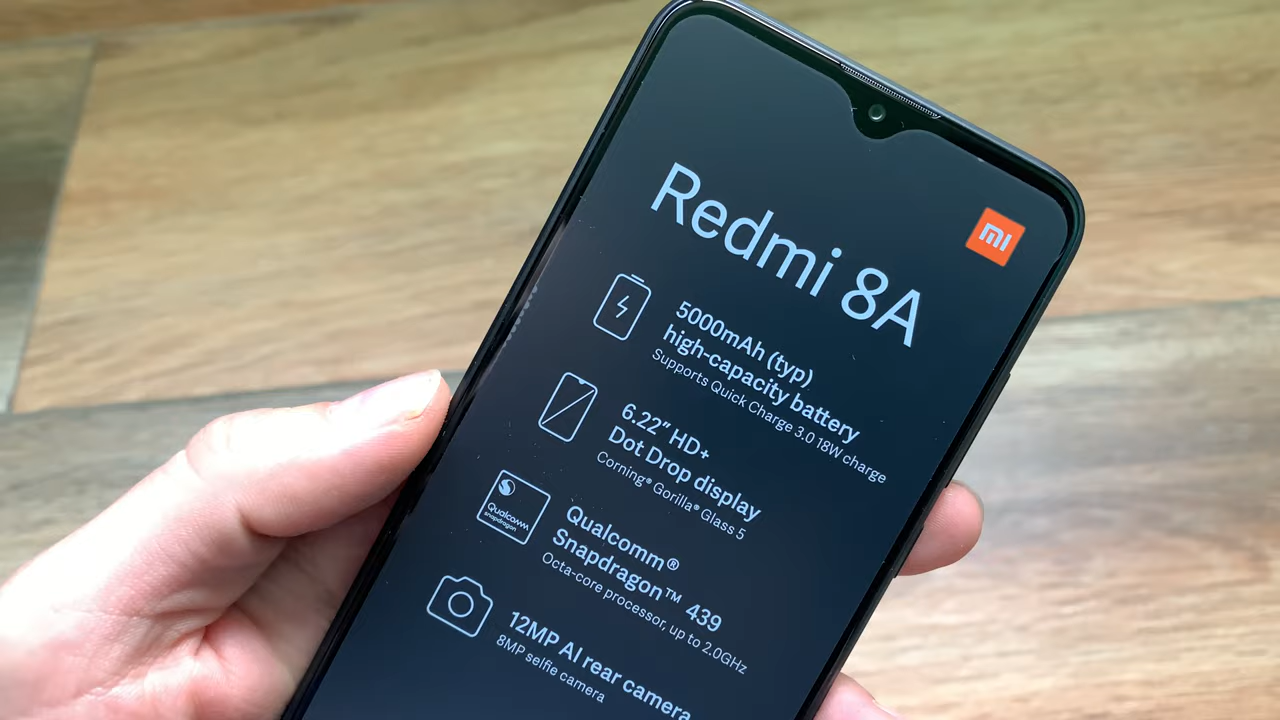 Redmi 8A
mi
5000mAh (typ)
high-capacity battery
Supports Quick Charge 3.0 18W charge
6.22” HD+
Dot Drop display
Corning® Gorilla® Glass 5
Qualcomm
snapdragon
Qualcomm®
Snapdragon™ 439
Octa-core processor, up to 2.0GHz
12MP AI rear camera
8MP selfie camera